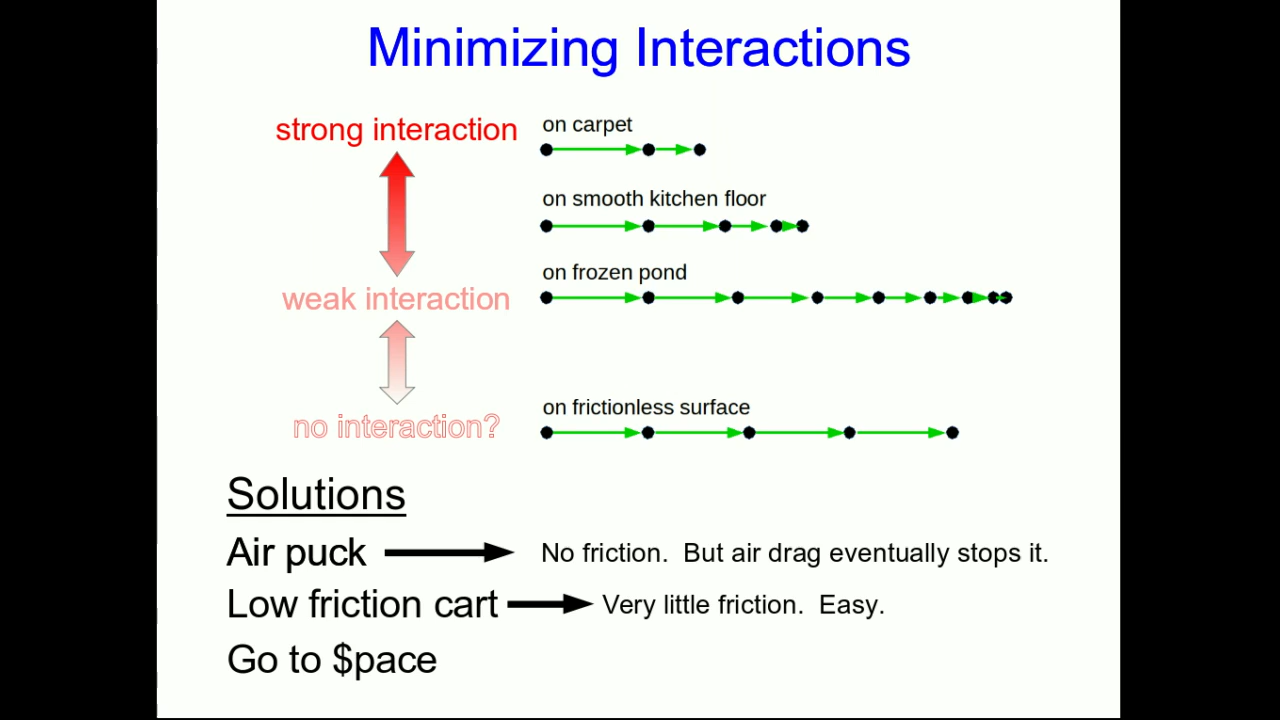 Minimizing Interactions
strong interaction
on carpet
on smooth kitchen floor
on frozen pond
weak interaction
on frictionless surface
no interaction?
Solutions
Air puck
No friction.  But air drag eventually stops it.
Low friction cart
Very little friction.  Easy.
Go to $pace